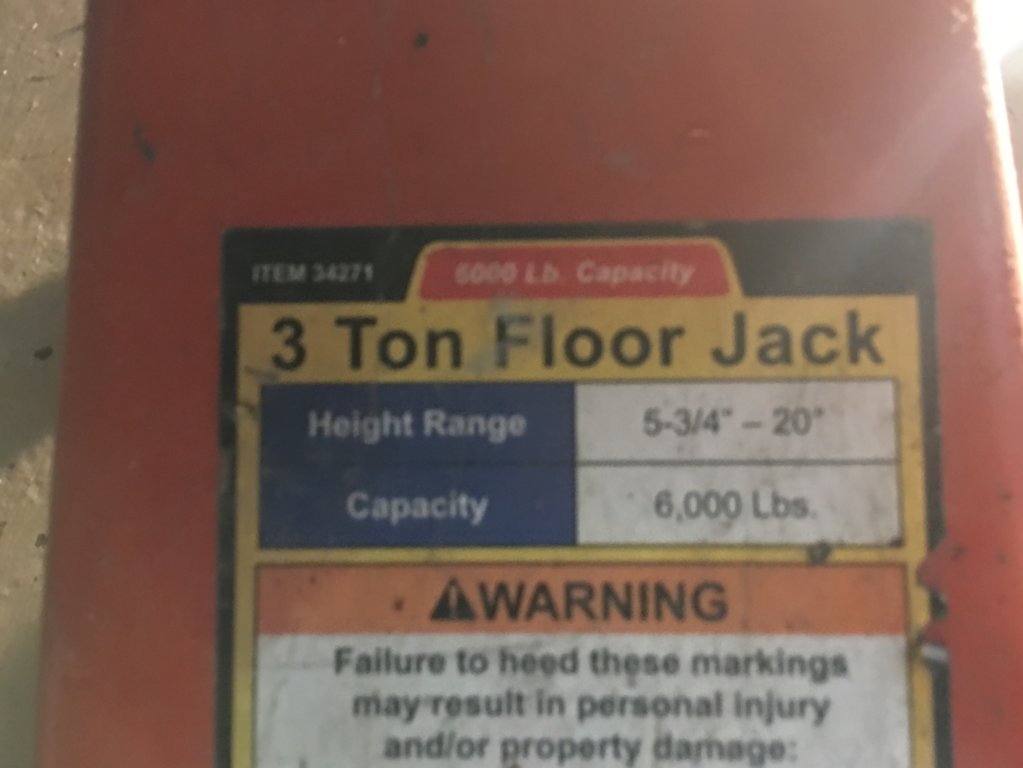 ITEM 34271
6000 Lb. Capacity
3 Ton Floor Jack
Height Range 5-3/4" – 20"
Capacity 6,000 Lbs.
WARNING
Failure to heed these markings
may result in personal injury
and/or property damage: